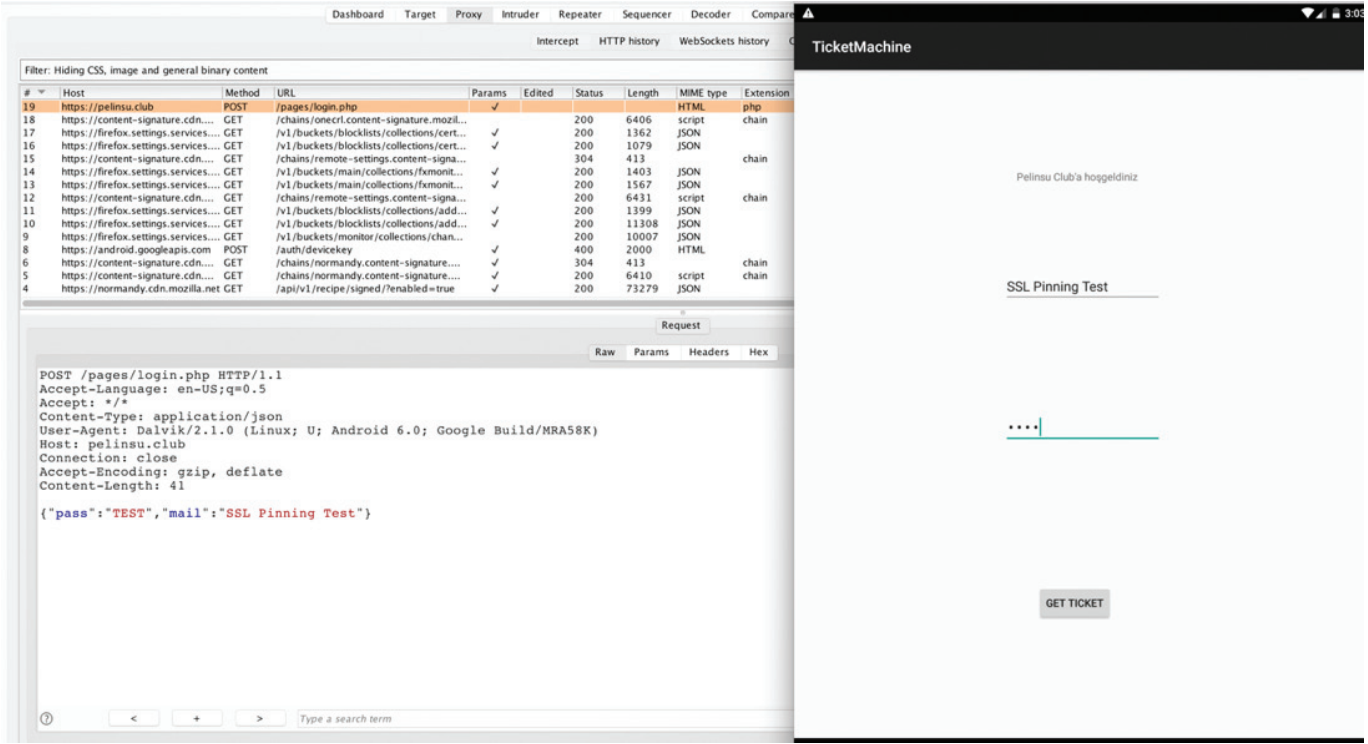 Dashboard Target Proxy Intruder Repeater Sequencer Decoder Compare
Intercept HTTP history WebSockets history
Filter: Hiding CSS, image and general binary content
# Host Method URL Params Edited Status Length MIME type Extension
19 https://pelinsu.club POST /pages/login.php ✓ HTML php
18 https://content-signature.cdn.... GET /chains/onecrl.content-signature.mozil... 200 6406 script chain
17 https://firefox.settings.services.... GET /v1/buckets/blocklists/collections/cert... ✓ 200 1362 JSON
16 https://firefox.settings.services.... GET /v1/buckets/blocklists/collections/cert... ✓ 200 1079 JSON
15 https://content-signature.cdn.... GET /chains/remote-settings.content-signa... 304 413 chain
14 https://firefox.settings.services.... GET /v1/buckets/main/collections/fxmonit... ✓ 200 1403 JSON
13 https://firefox.settings.services.... GET /v1/buckets/main/collections/fxmonit... ✓ 200 1567 JSON
12 https://content-signature.cdn.... GET /chains/remote-settings.content-signa... 200 6431 script chain
11 https://firefox.settings.services.... GET /v1/buckets/blocklists/collections/add... ✓ 200 1399 JSON
10 https://firefox.settings.services.... GET /v1/buckets/blocklists/collections/add... ✓ 200 11308 JSON
9 https://firefox.settings.services.... GET /v1/buckets/monitor/collections/chan... 200 10007 JSON
8 https://android.googleapis.com POST /auth/devicekey ✓ 400 2000 HTML
6 https://content-signature.cdn.... GET /chains/normandy.content-signature.... ✓ 304 413 chain
5 https://content-signature.cdn.... GET /chains/normandy.content-signature.... ✓ 200 6410 script chain
4 https://normandy.cdn.mozilla.net GET /api/v1/recipe/signed/?enabled=true ✓ 200 73279 JSON
Request
Raw Params Headers Hex
POST /pages/login.php HTTP/1.1
Accept-Language: en-US;q=0.5
Accept: */*
Content-Type: application/json
User-Agent: Dalvik/2.1.0 (Linux; U; Android 6.0; Google Build/MRA58K)
Host: pelinsu.club
Connection: close
Accept-Encoding: gzip, deflate
Content-Length: 41
{"pass":"TEST","mail":"SSL Pinning Test"}
? < + > Type a search term
3:03
TicketMachine
Pelinsu Club'a hoşgeldiniz
SSL Pinning Test
••••
GET TICKET